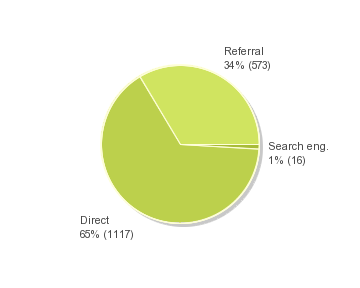 Referral
34% (573)
Search eng.
1% (16)
Direct
65% (1117)